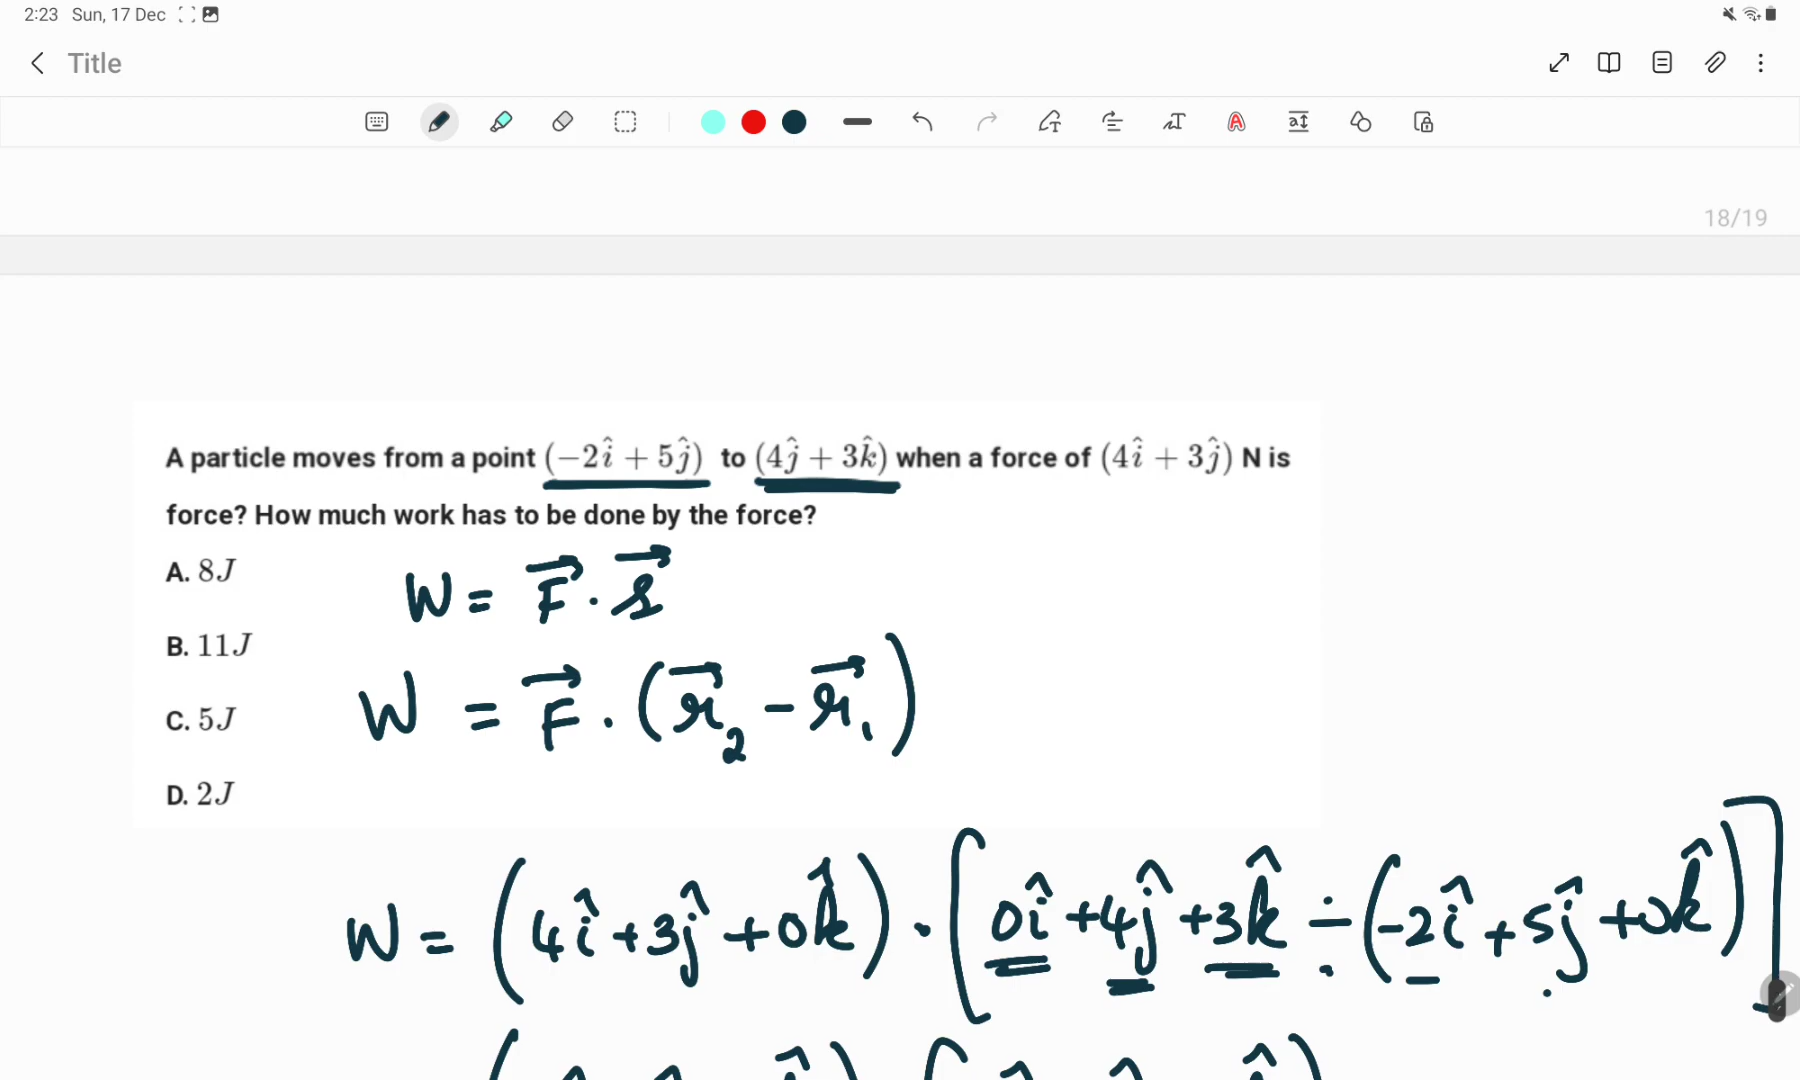 2:23 Sun, 17 Dec
Title
18/19
A particle moves from a point (−2î + 5ĵ) to (4ĵ + 3k̂) when a force of (4î + 3ĵ) N is
force? How much work has to be done by the force?
A. 8J
B. 11J
C. 5J
D. 2J
W = F⃗ · s⃗
W = F⃗ · (r⃗₂ − r⃗₁)
W = (4î + 3ĵ + 0k̂) · [0î + 4ĵ + 3k̂ − (−2î + 5ĵ + 0k̂)]